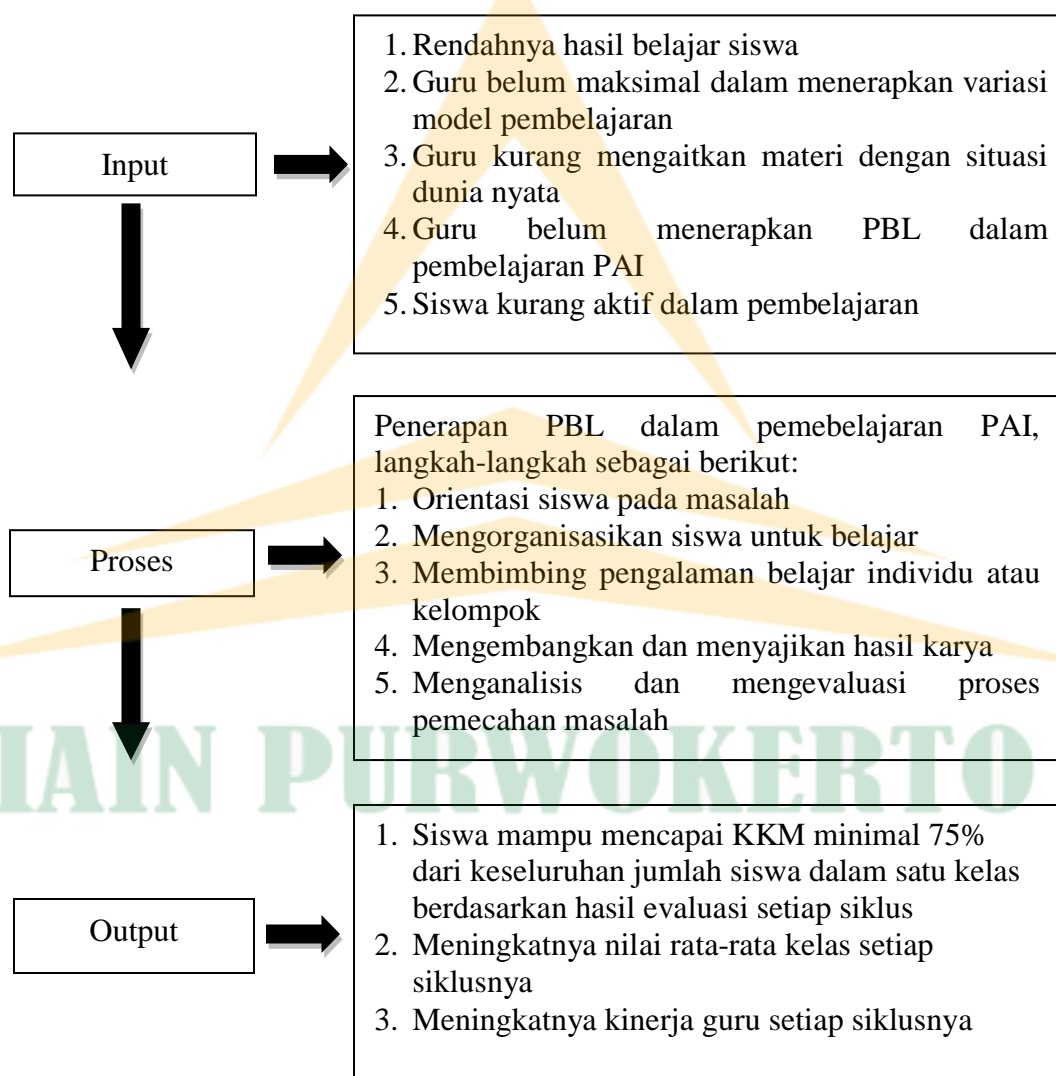 Input
1. Rendahnya hasil belajar siswa
2. Guru belum maksimal dalam menerapkan variasi
model pembelajaran
3. Guru kurang mengaitkan materi dengan situasi
dunia nyata
4. Guru belum menerapkan PBL dalam
pembelajaran PAI
5. Siswa kurang aktif dalam pembelajaran
Proses
Penerapan PBL dalam pemebelajaran PAI,
langkah-langkah sebagai berikut:
1. Orientasi siswa pada masalah
2. Mengorganisasikan siswa untuk belajar
3. Membimbing pengalaman belajar individu atau
kelompok
4. Mengembangkan dan menyajikan hasil karya
5. Menganalisis dan mengevaluasi proses
pemecahan masalah
IAIN PURWOKERTO
Output
1. Siswa mampu mencapai KKM minimal 75%
dari keseluruhan jumlah siswa dalam satu kelas
berdasarkan hasil evaluasi setiap siklus
2. Meningkatnya nilai rata-rata kelas setiap
siklusnya
3. Meningkatnya kinerja guru setiap siklusnya